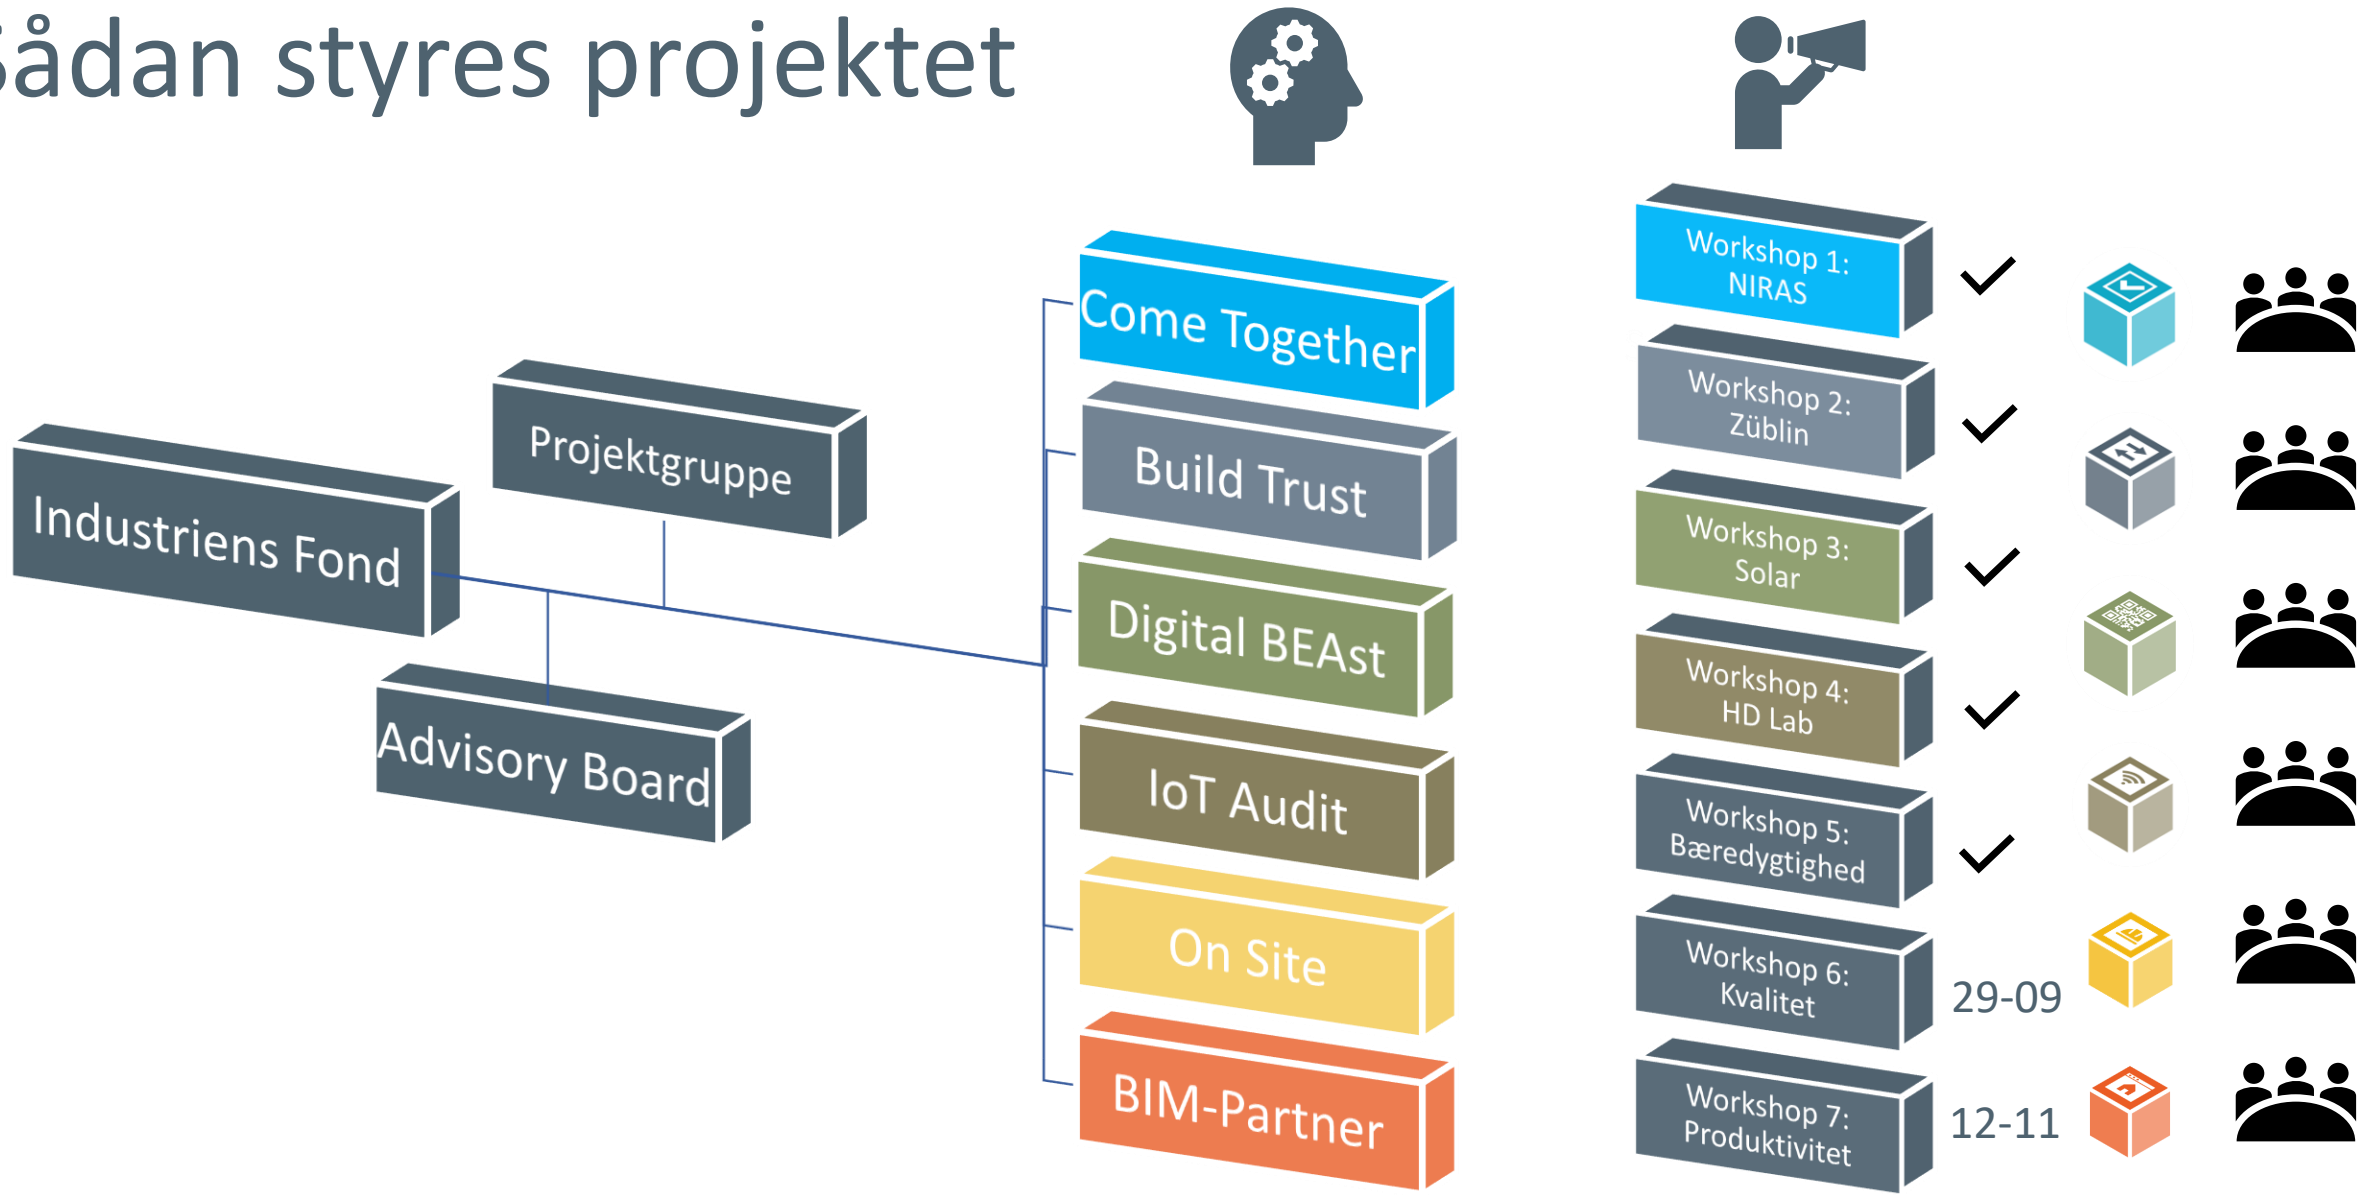 Sådan styres projektet
Industriens Fond
Projektgruppe
Advisory Board
Come Together
Build Trust
Digital BEAst
IoT Audit
On Site
BIM-Partner
Workshop 1:
NIRAS
Workshop 2:
Züblin
Workshop 3:
Solar
Workshop 4:
HD Lab
Workshop 5:
Bæredygtighed
Workshop 6:
Kvalitet
29-09
Workshop 7:
Produktivitet
12-11